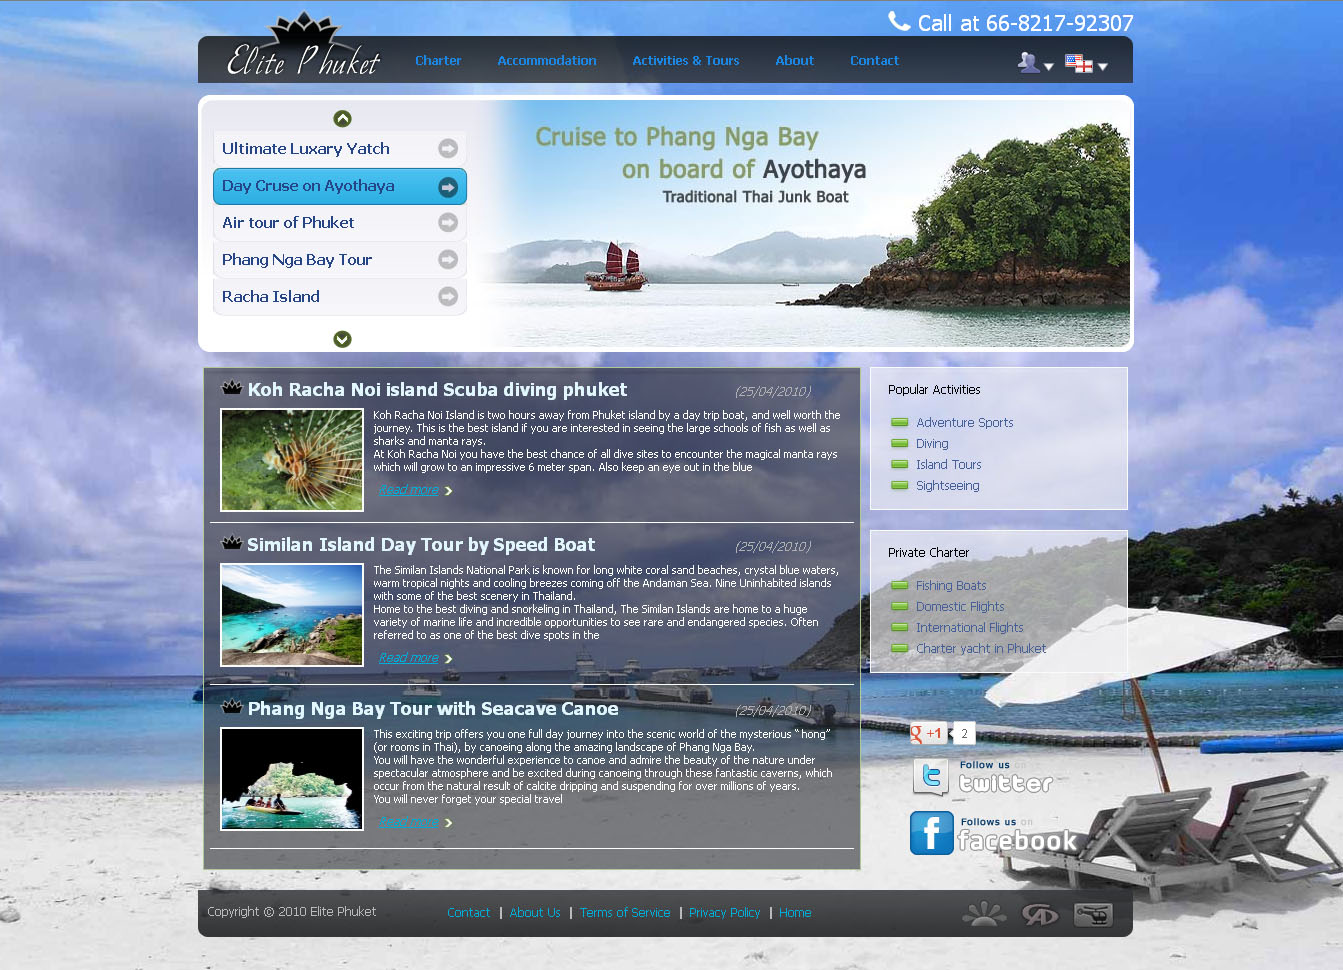 Call at 66-8217-92307
Elite Phuket
Charter
Accommodation
Activities & Tours
About
Contact
Ultimate Luxary Yatch
Day Cruse on Ayothaya
Air tour of Phuket
Phang Nga Bay Tour
Racha Island
Cruise to Phang Nga Bay
on board of Ayothaya
Traditional Thai Junk Boat
Koh Racha Noi island Scuba diving phuket
(25/04/2010)
Koh Racha Noi Island is two hours away from Phuket island by a day trip boat, and well worth the
journey. This is the best island if you are interested in seeing the large schools of fish as well as
sharks and manta rays.
At Koh Racha Noi you have the best chance of all dive sites to encounter the magical manta rays
which will grow to an impressive 6 meter span. Also keep an eye out in the blue
Read more
Similan Island Day Tour by Speed Boat
(25/04/2010)
The Similan Islands National Park is known for long white coral sand beaches, crystal blue waters,
warm tropical nights and cooling breezes coming off the Andaman Sea. Nine Uninhabited islands
with some of the best scenery in Thailand.
Home to the best diving and snorkeling in Thailand, The Similan Islands are home to a huge
variety of marine life and incredible opportunities to see rare and endangered species. Often
referred to as one of the best dive spots in the
Read more
Phang Nga Bay Tour with Seacave Canoe
(25/04/2010)
This exciting trip offers you one full day journey into the scenic world of the mysterious "hong"
(or rooms in Thai), by canoeing along the amazing landscape of Phang Nga Bay.
You will have the wonderful experience to canoe and admire the beauty of the nature under
spectacular atmosphere and be excited during canoeing through these fantastic caverns, which
occur from the natural result of calcite dripping and suspending for over millions of years.
You will never forget your special travel
Read more
Popular Activities
Adventure Sports
Diving
Island Tours
Sightseeing
Private Charter
Fishing Boats
Domestic Flights
International Flights
Charter yacht in Phuket
g +1
2
Follow us on
twitter
Follows us on
facebook
Copyright © 2010 Elite Phuket
Contact | About Us | Terms of Service | Privacy Policy | Home